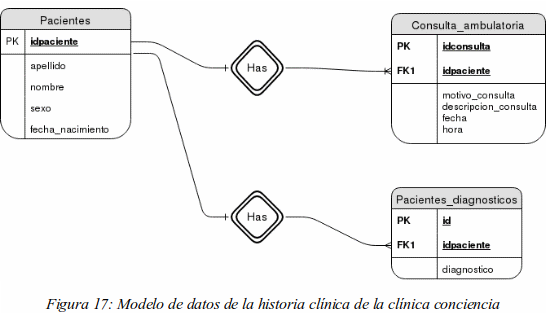 Pacientes
PK idpaciente
apellido
nombre
sexo
fecha_nacimiento
Has
Consulta_ambulatoria
PK idconsulta
FK1 idpaciente
motivo_consulta
descripcion_consulta
fecha
hora
Has
Pacientes_diagnosticos
PK id
FK1 idpaciente
diagnostico
Figura 17: Modelo de datos de la historia clínica de la clínica conciencia